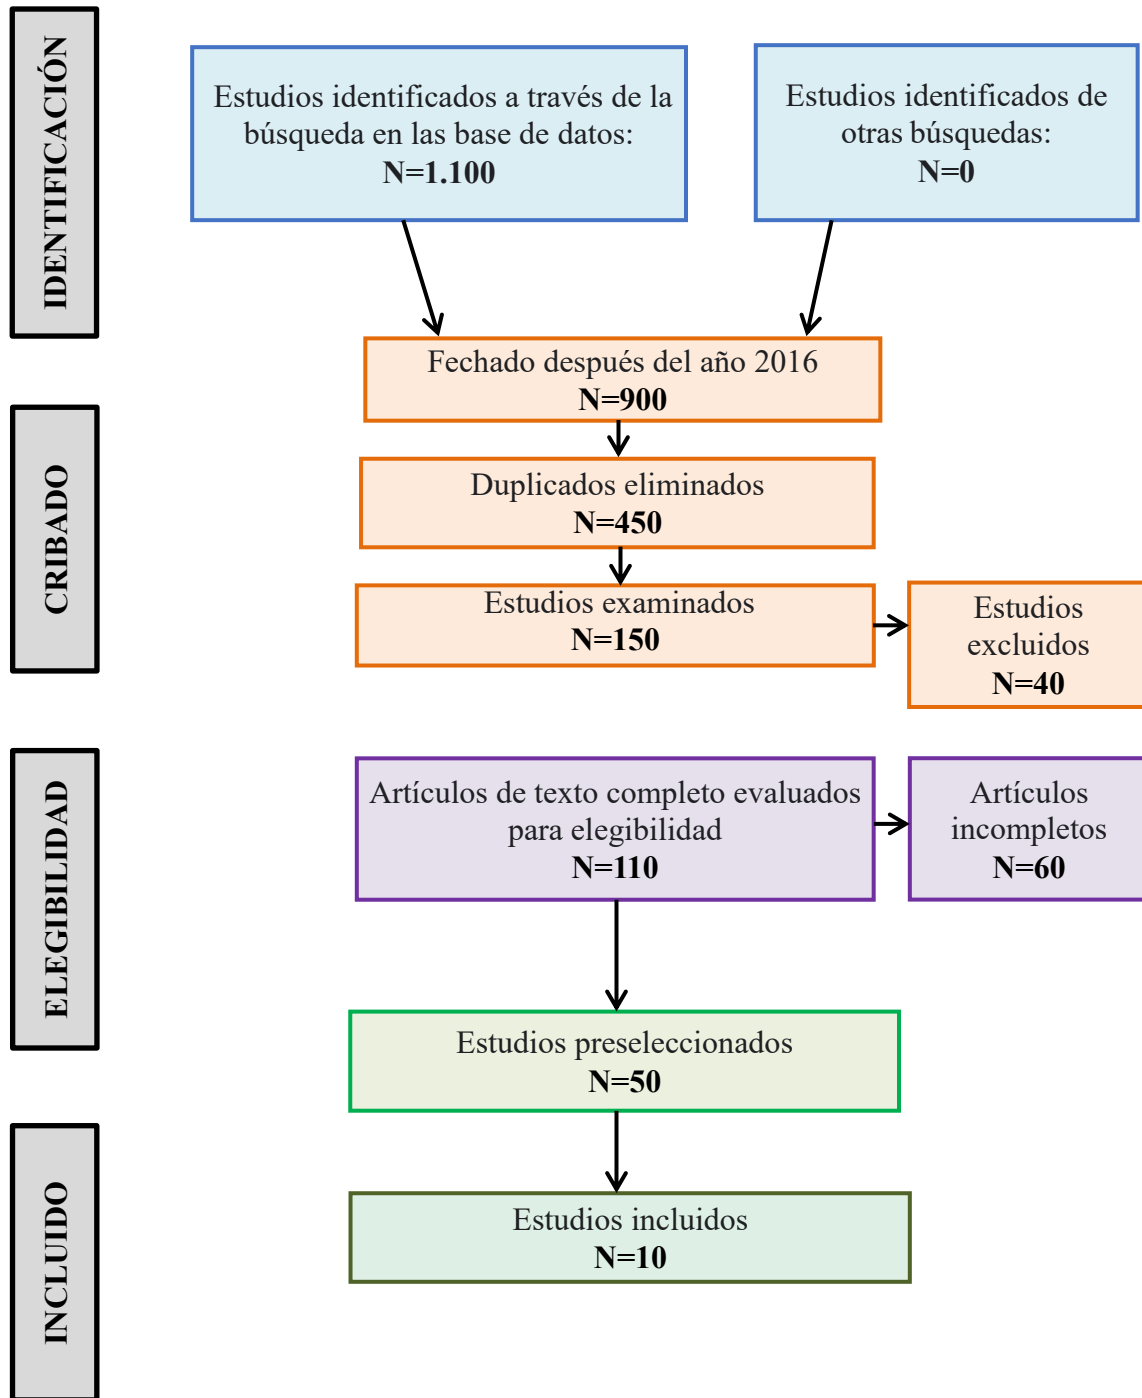 IDENTIFICACIÓN
Estudios identificados a través de la
búsqueda en las base de datos:
N=1.100
Estudios identificados de
otras búsquedas:
N=0
Fechado después del año 2016
N=900
CRIBADO
Duplicados eliminados
N=450
Estudios examinados
N=150
Estudios
excluidos
N=40
ELEGIBILIDAD
Artículos de texto completo evaluados
para elegibilidad
N=110
Artículos
incompletos
N=60
Estudios preseleccionados
N=50
INCLUIDO
Estudios incluidos
N=10